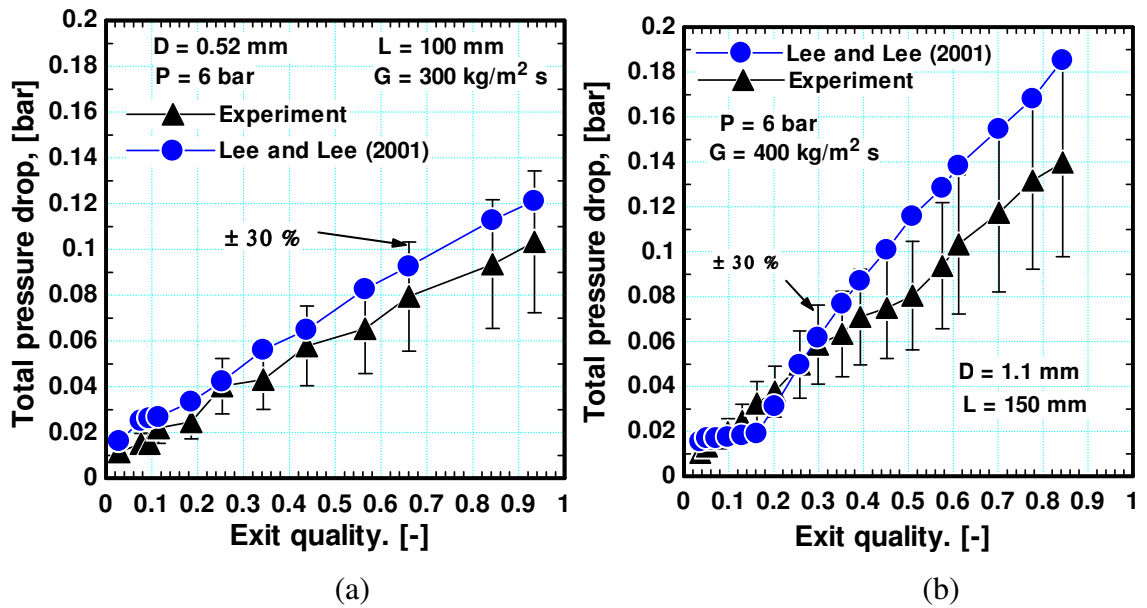 Total pressure drop, [bar]
0.2
0.18
0.16
0.14
0.12
0.1
0.08
0.06
0.04
0.02
0
D = 0.52 mm L = 100 mm
P = 6 bar G = 300 kg/m² s
Experiment
Lee and Lee (2001)
± 30 %
0 0.1 0.2 0.3 0.4 0.5 0.6 0.7 0.8 0.9 1
Exit quality. [-]
(a)
Total pressure drop, [bar]
0.2
0.18
0.16
0.14
0.12
0.1
0.08
0.06
0.04
0.02
0
Lee and Lee (2001)
Experiment
P = 6 bar
G = 400 kg/m² s
± 30 %
D = 1.1 mm
L = 150 mm
0 0.1 0.2 0.3 0.4 0.5 0.6 0.7 0.8 0.9 1
Exit quality. [-]
(b)